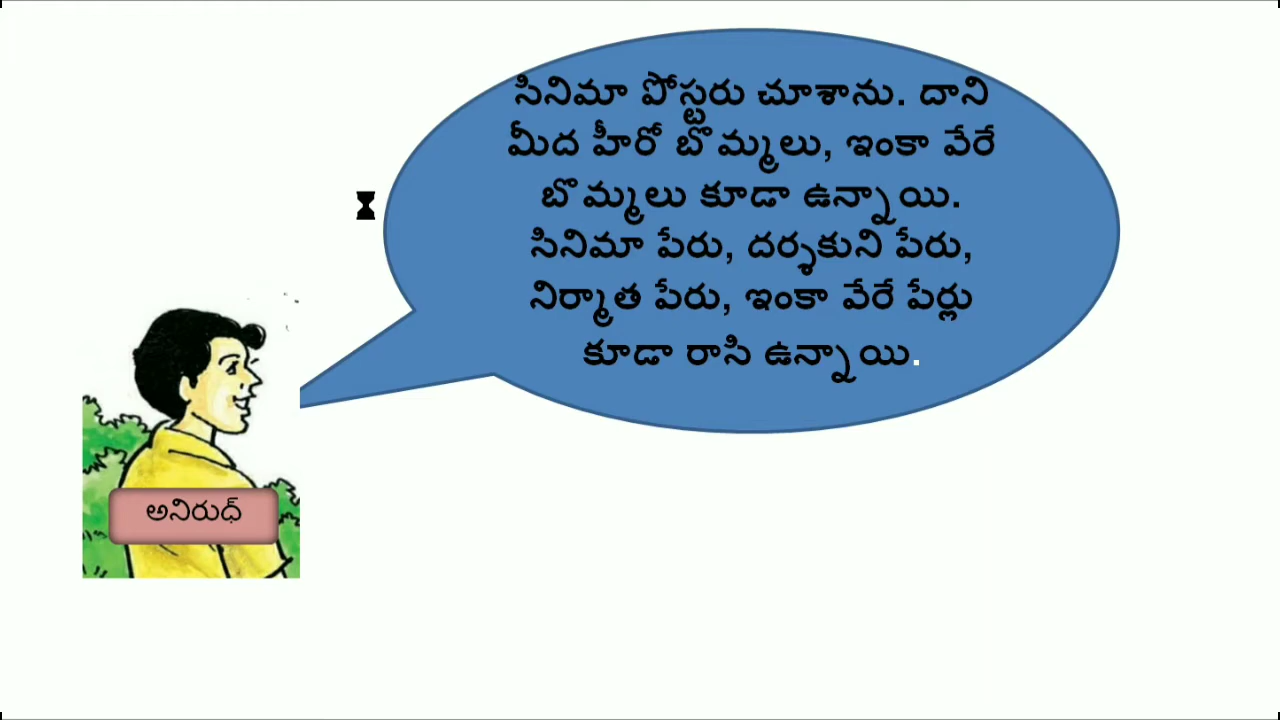 సినిమా పోస్టరు చూశాను. దాని
మీద హీరో బొమ్మలు, ఇంకా వేరే
బొమ్మలు కూడా ఉన్నాయి.
సినిమా పేరు, దర్శకుని పేరు,
నిర్మాత పేరు, ఇంకా వేరే పేర్లు
కూడా రాసి ఉన్నాయి.
అనిరుధ్